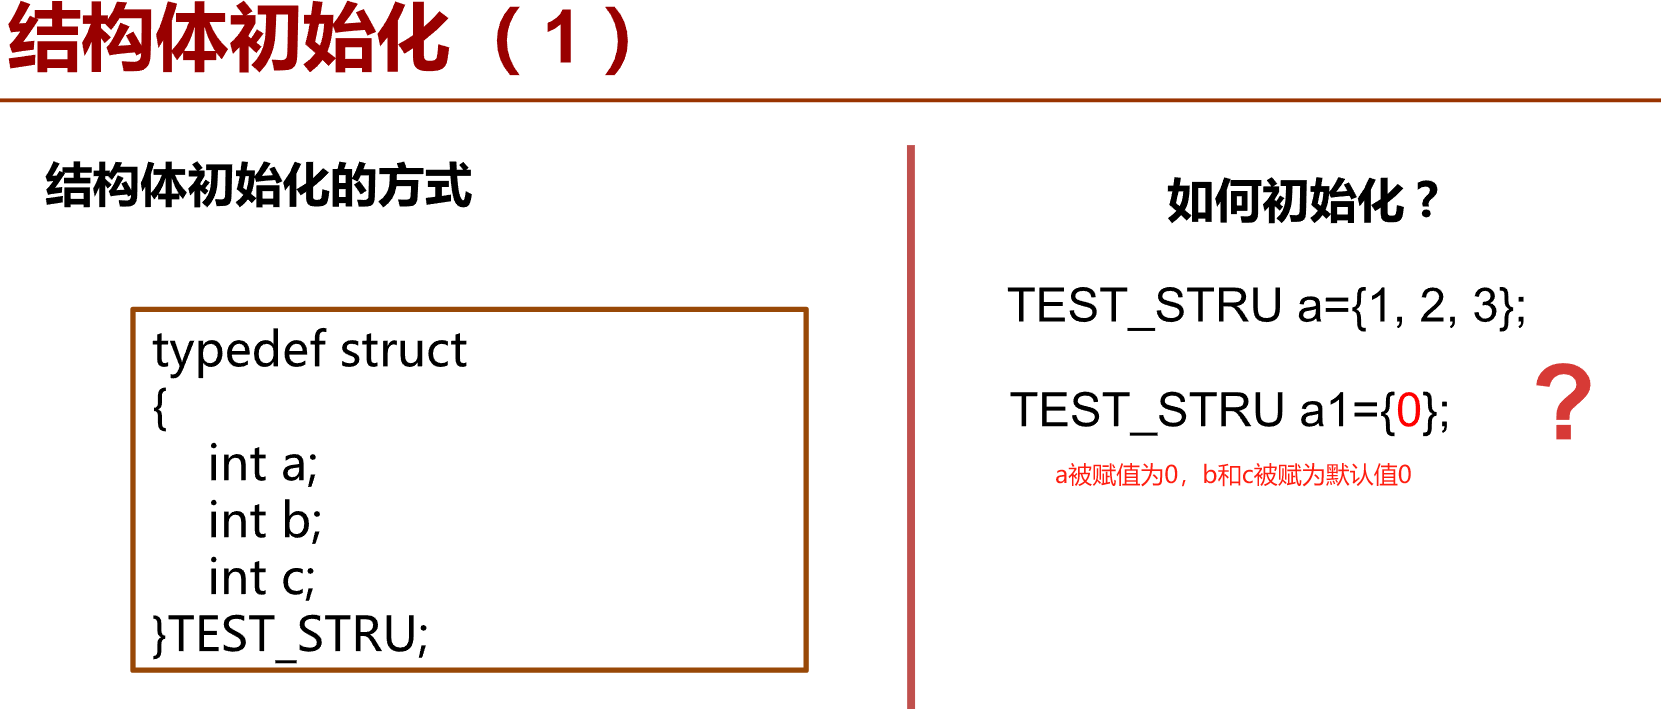 结构体初始化（1）
结构体初始化的方式
typedef struct
{
int a;
int b;
int c;
}TEST_STRU;
如何初始化？
TEST_STRU a={1, 2, 3};
TEST_STRU a1={0};
?
a被赋值为0，b和c被赋为默认值0